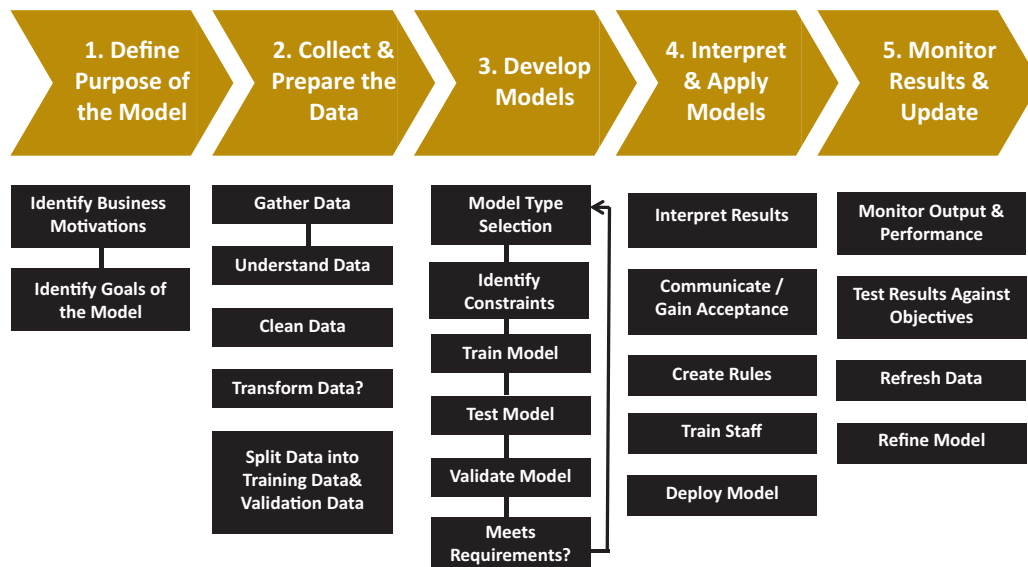 1. Define
Purpose of
the Model
2. Collect &
Prepare the
Data
3. Develop
Models
4. Interpret
& Apply
Models
5. Monitor
Results &
Update
Identify Business
Motivations
Identify Goals of
the Model
Gather Data
Understand Data
Clean Data
Transform Data?
Split Data into
Training Data&
Validation Data
Model Type
Selection
Identify
Constraints
Train Model
Test Model
Validate Model
Meets
Requirements?
Interpret Results
Communicate /
Gain Acceptance
Create Rules
Train Staff
Deploy Model
Monitor Output &
Performance
Test Results Against
Objectives
Refresh Data
Refine Model